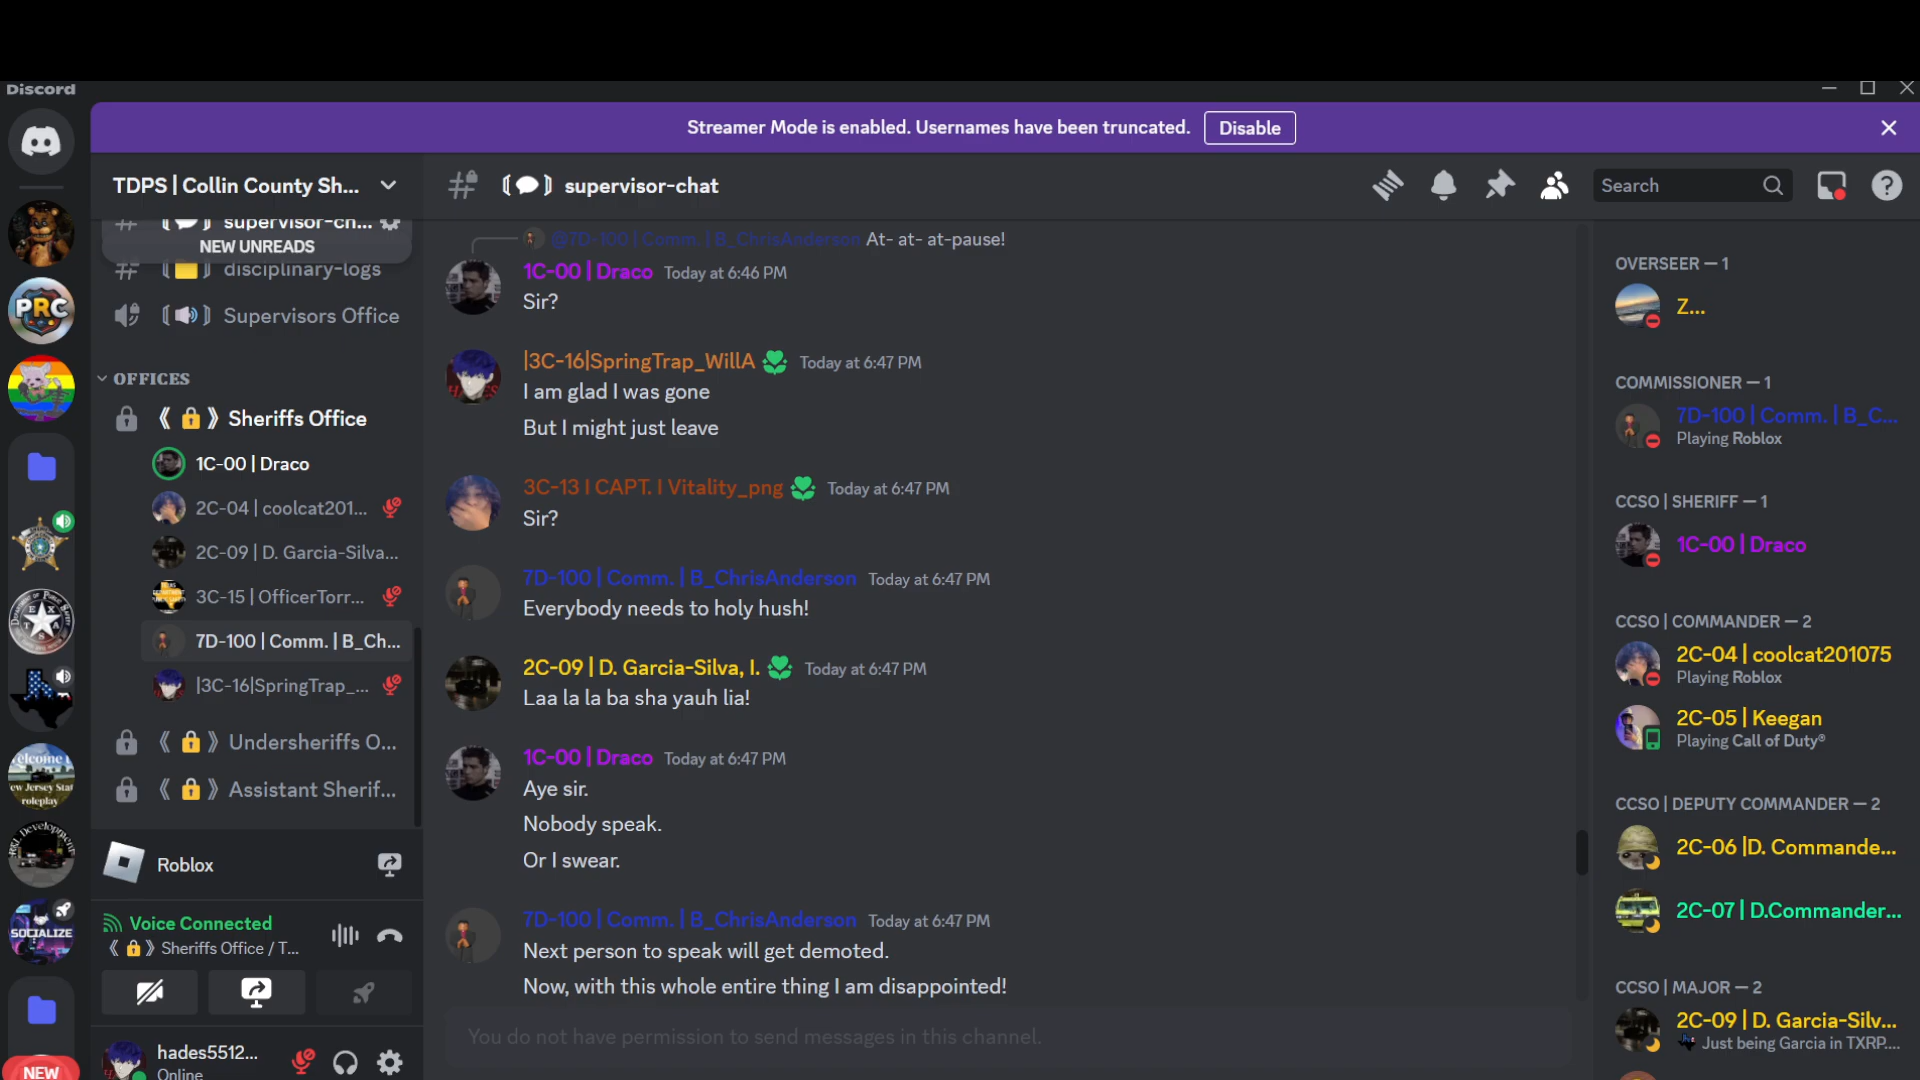 Discord
Streamer Mode is enabled. Usernames have been truncated.
Disable
TDPS | Collin County Sh...
supervisor-ch...
NEW UNREADS
disciplinary-logs
Supervisors Office
OFFICES
《🔒》 Sheriffs Office
1C-00 | Draco
2C-04 | coolcat201...
2C-09 | D. Garcia-Silva...
3C-15 | OfficerTorr...
7D-100 | Comm. | B_Ch...
|3C-16|SpringTrap_...
《🔒》 Undersheriffs O...
《🔒》 Assistant Sherif...
Roblox
Voice Connected
《🔒》 Sheriffs Office / T...
hades5512...
Online
PRC
SOCIALIZE
NEW
supervisor-chat
Search
@7D-100 | Comm. | B_ChrisAnderson At- at- at-pause!
1C-00 | Draco Today at 6:46 PM
Sir?
|3C-16|SpringTrap_WillA Today at 6:47 PM
I am glad I was gone
But I might just leave
3C-13 I CAPT. I Vitality_png Today at 6:47 PM
Sir?
7D-100 | Comm. | B_ChrisAnderson Today at 6:47 PM
Everybody needs to holy hush!
2C-09 | D. Garcia-Silva, I. Today at 6:47 PM
Laa la la ba sha yauh lia!
1C-00 | Draco Today at 6:47 PM
Aye sir.
Nobody speak.
Or I swear.
7D-100 | Comm. | B_ChrisAnderson Today at 6:47 PM
Next person to speak will get demoted.
Now, with this whole entire thing I am disappointed!
You do not have permission to send messages in this channel.
OVERSEER — 1
Z...
COMMISSIONER — 1
7D-100 | Comm. | B_C...
Playing Roblox
CCSO | SHERIFF — 1
1C-00 | Draco
CCSO | COMMANDER — 2
2C-04 | coolcat201075
Playing Roblox
2C-05 | Keegan
Playing Call of Duty®
CCSO | DEPUTY COMMANDER — 2
2C-06 |D. Commande...
2C-07 | D.Commander...
CCSO | MAJOR — 2
2C-09 | D. Garcia-Silv...
Just being Garcia in TXRP....